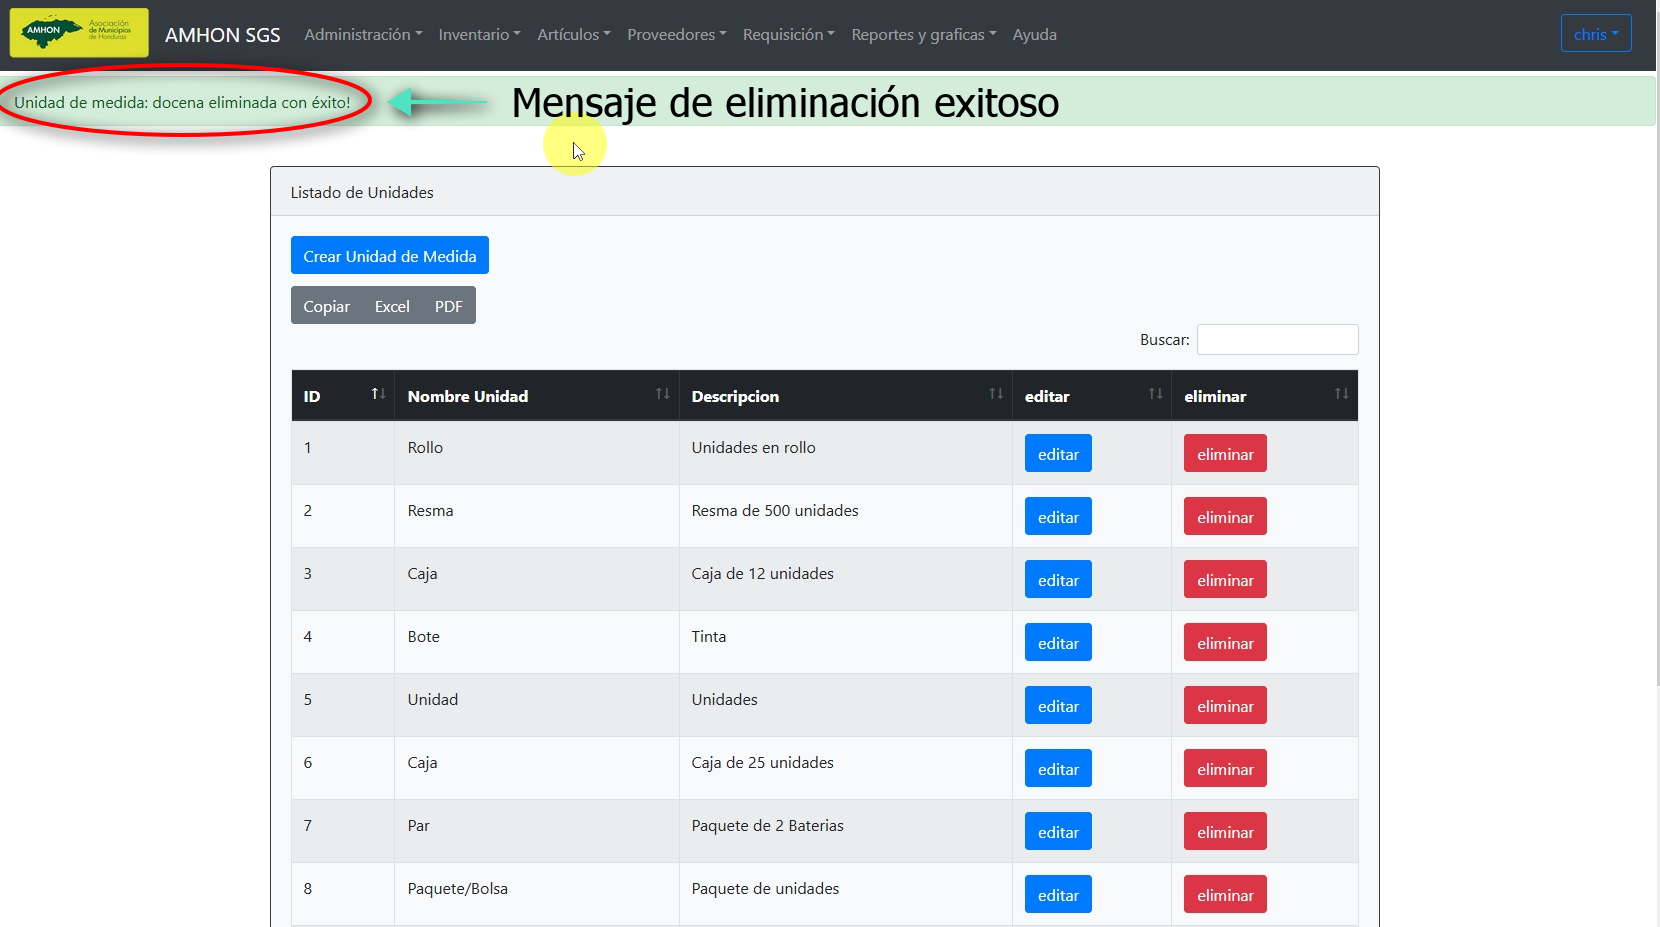 AMHON
Asociación
de Municipios
de Honduras
AMHON SGS
Administración
Inventario
Artículos
Proveedores
Requisición
Reportes y graficas
Ayuda
chris
Unidad de medida: docena eliminada con éxito!
Mensaje de eliminación exitoso
Listado de Unidades
Crear Unidad de Medida
Copiar Excel PDF
Buscar:
ID Nombre Unidad Descripcion editar eliminar
1 Rollo Unidades en rollo editar eliminar
2 Resma Resma de 500 unidades editar eliminar
3 Caja Caja de 12 unidades editar eliminar
4 Bote Tinta editar eliminar
5 Unidad Unidades editar eliminar
6 Caja Caja de 25 unidades editar eliminar
7 Par Paquete de 2 Baterias editar eliminar
8 Paquete/Bolsa Paquete de unidades editar eliminar